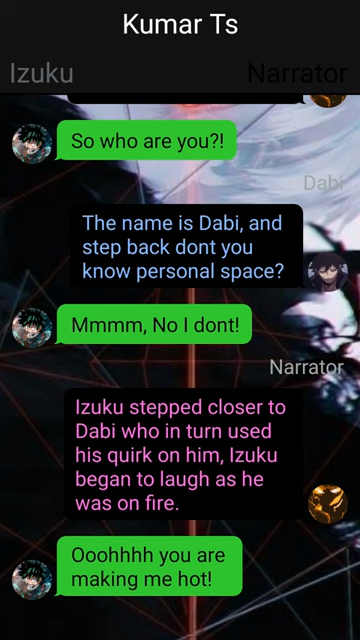 Kumar Ts
Izuku
Narrator
So who are you?!
Dabi
The name is Dabi, and
step back dont you
know personal space?
Mmmm, No I dont!
Narrator
Izuku stepped closer to
Dabi who in turn used
his quirk on him, Izuku
began to laugh as he
was on fire.
Ooohhhh you are
making me hot!